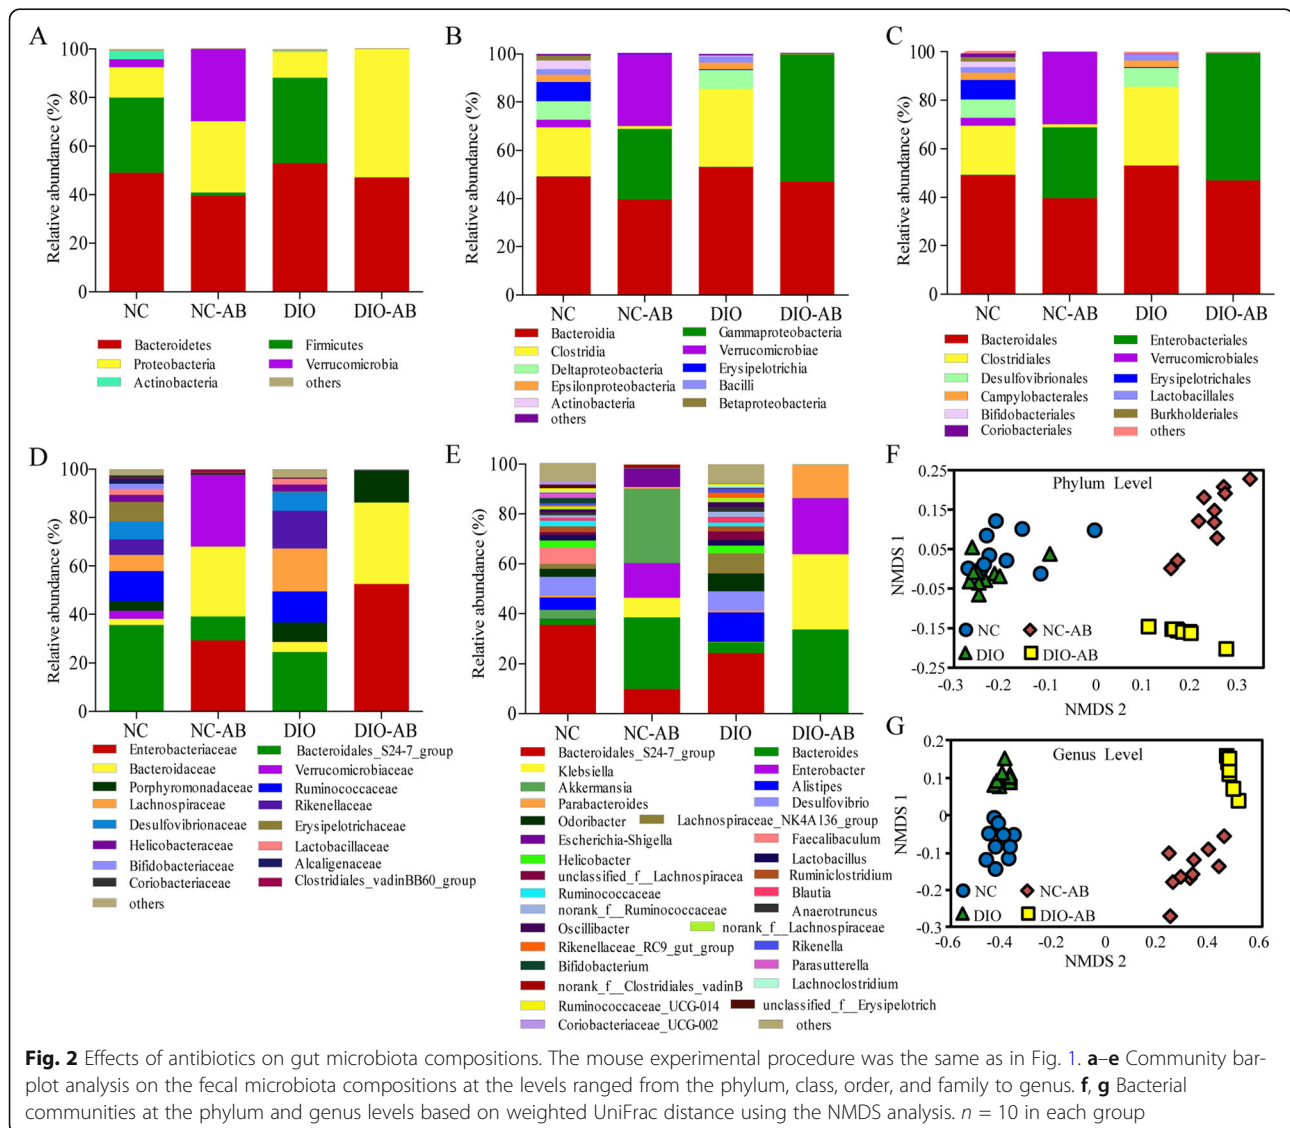 A
Relative abundance (%)
100
80
60
40
20
0
NC NC-AB DIO DIO-AB
Bacteroidetes Firmicutes
Proteobacteria Verrucomicrobia
Actinobacteria others
B
Relative abundance (%)
100
80
60
40
20
0
NC NC-AB DIO DIO-AB
Bacteroidia Gammaproteobacteria
Clostridia Verrucomicrobiae
Deltaproteobacteria Erysipelotrichia
Epsilonproteobacteria Bacilli
Actinobacteria Betaproteobacteria
others
C
Relative abundance (%)
100
80
60
40
20
0
NC NC-AB DIO DIO-AB
Bacteroidales Enterobacteriales
Clostridiales Verrucomicrobiales
Desulfovibrionales Erysipelotrichales
Campylobacterales Lactobacillales
Bifidobacteriales Burkholderiales
Coriobacteriales others
D
Relative abundance (%)
100
80
60
40
20
0
NC NC-AB DIO DIO-AB
Enterobacteriaceae Bacteroidales_S24-7_group
Bacteroidaceae Verrucomicrobiaceae
Porphyromonadaceae Ruminococcaceae
Lachnospiraceae Rikenellaceae
Desulfovibrionaceae Erysipelotrichaceae
Helicobacteraceae Lactobacillaceae
Bifidobacteriaceae Alcaligenaceae
Coriobacteriaceae Clostridiales_vadinBB60_group
others
E
Relative abundance (%)
100
80
60
40
20
0
NC NC-AB DIO DIO-AB
Bacteroidales_S24-7_group Bacteroides
Klebsiella Enterobacter
Akkermansia Alistipes
Parabacteroides Desulfovibrio
Odoribacter Lachnospiraceae_NK4A136_group
Escherichia-Shigella Faecalibaculum
Helicobacter Lactobacillus
unclassified_f__Lachnospiracea Ruminiclostridium
Ruminococcaceae Blautia
norank_f__Ruminococcaceae Anaerotruncus
Oscillibacter norank_f__Lachnospiraceae
Rikenellaceae_RC9_gut_group Rikenella
Bifidobacterium Parasutterella
norank_f__Clostridiales_vadinB Lachnoclostridium
Ruminococcaceae_UCG-014 unclassified_f__Erysipelotrich
Coriobacteriaceae_UCG-002 others
F
Phylum Level
NMDS 1
0.25
0.15
0.05
-0.05
-0.15
-0.25
NC NC-AB
DIO DIO-AB
-0.3 -0.2 -0.1 0 0.1 0.2 0.3
NMDS 2
G
Genus Level
NMDS 1
0.2
0.1
0
-0.1
-0.2
-0.3
NC NC-AB
DIO DIO-AB
-0.6 -0.4 -0.2 0 0.2 0.4 0.6
NMDS 2
Fig. 2 Effects of antibiotics on gut microbiota compositions. The mouse experimental procedure was the same as in Fig. 1. a–e Community bar-
plot analysis on the fecal microbiota compositions at the levels ranged from the phylum, class, order, and family to genus. f, g Bacterial
communities at the phylum and genus levels based on weighted UniFrac distance using the NMDS analysis. n = 10 in each group